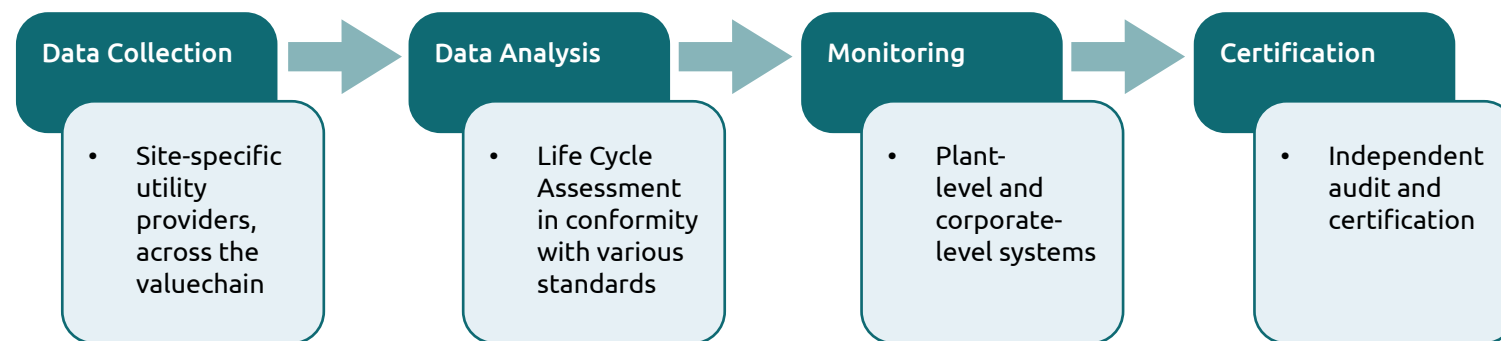 Data Collection
• Site-specific
utility
providers,
across the
valuechain
Data Analysis
• Life Cycle
Assessment
in conformity
with various
standards
Monitoring
• Plant-
level and
corporate-
level systems
Certification
• Independent
audit and
certification